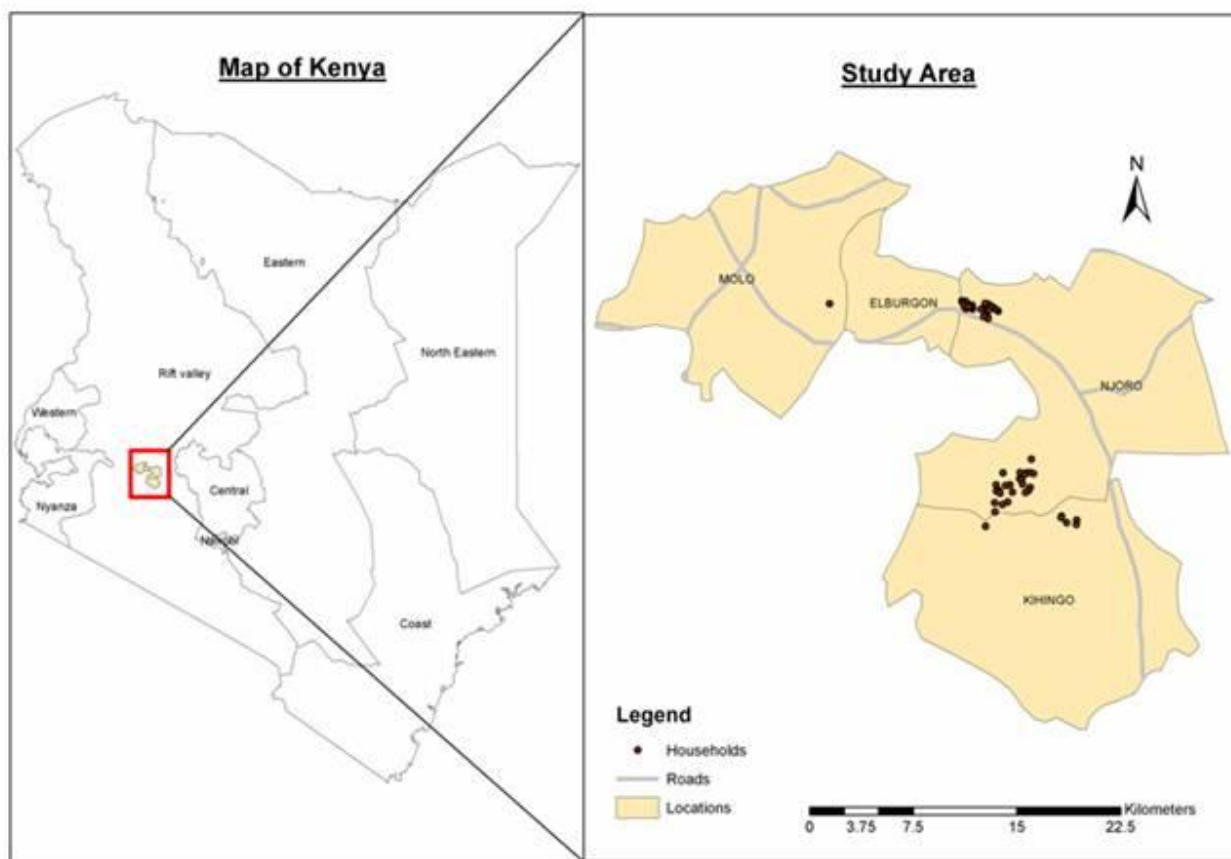 Map of Kenya
Eastern
North Eastern
Rift valley
Western
Central
Nyanza
Nairobi
Coast
Study Area
N
MOLO
ELBURGON
NJORO
KIHINGO
Legend
Households
Roads
Locations
Kilometers
0 3.75 7.5 15 22.5